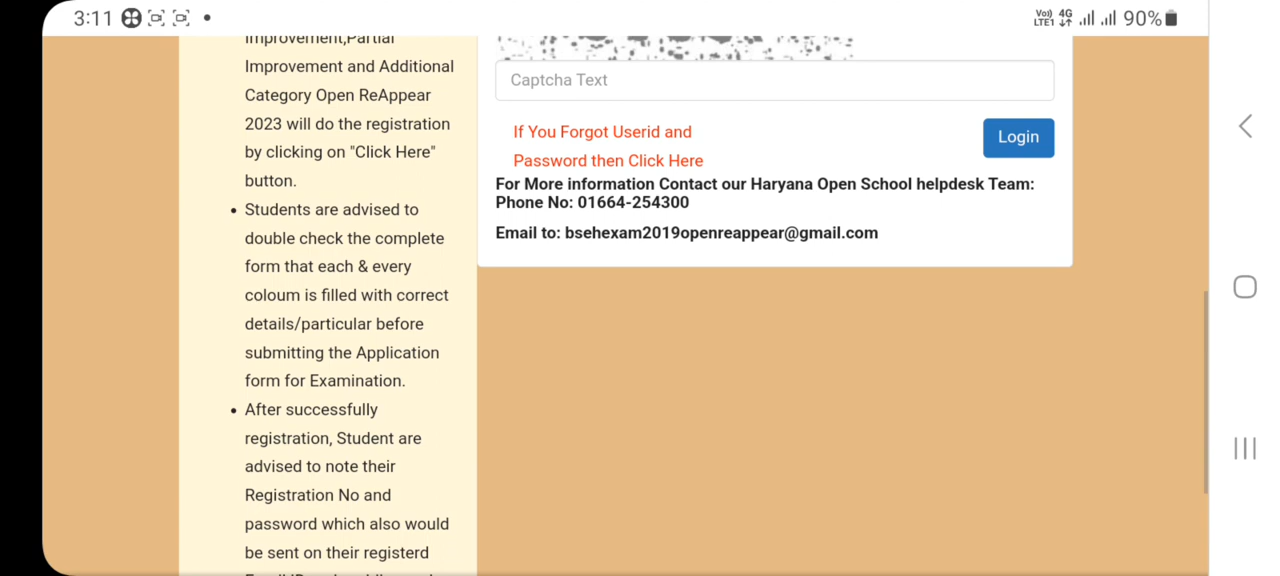 3:11
Vo)) 4G
LTE1
90%
Improvement,Partial
Improvement and Additional
Category Open ReAppear
2023 will do the registration
by clicking on "Click Here"
button.
• Students are advised to
double check the complete
form that each & every
coloum is filled with correct
details/particular before
submitting the Application
form for Examination.
• After successfully
registration, Student are
advised to note their
Registration No and
password which also would
be sent on their registerd
Captcha Text
If You Forgot Userid and
Password then Click Here
Login
For More information Contact our Haryana Open School helpdesk Team:
Phone No: 01664-254300
Email to: bsehexam2019openreappear@gmail.com